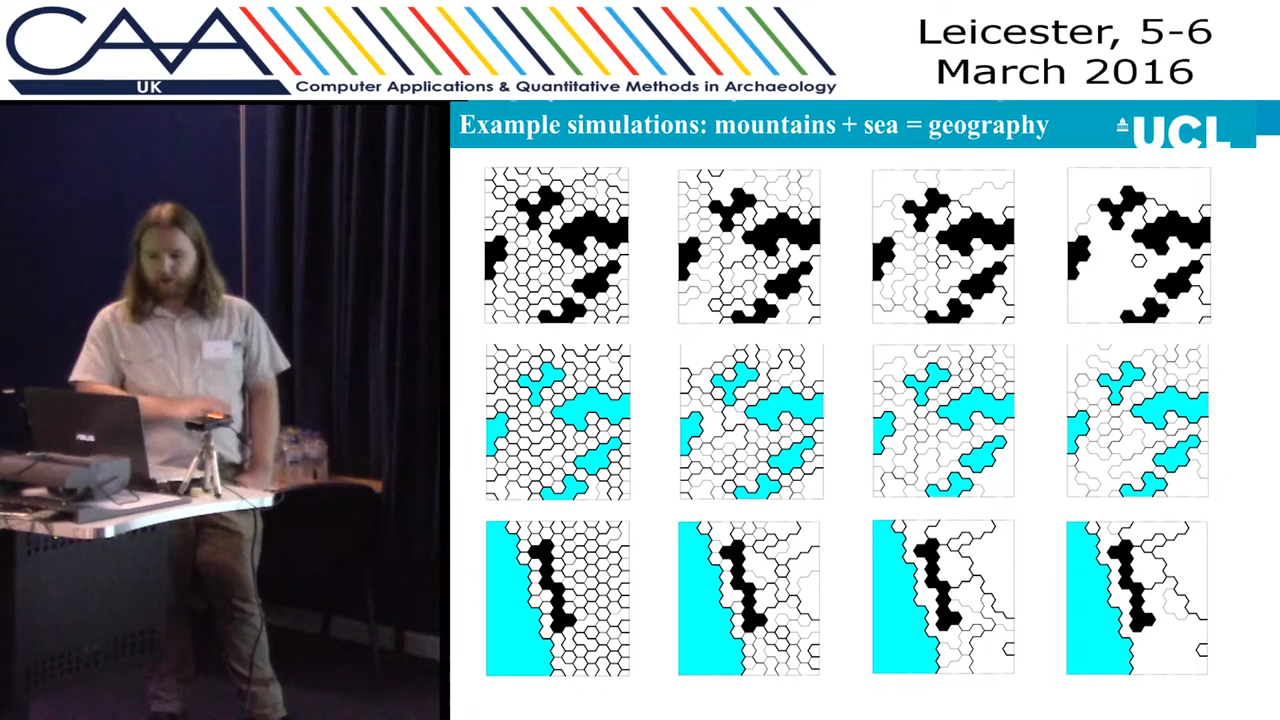 CAA
UK
Computer Applications & Quantitative Methods in Archaeology
Leicester, 5-6
March 2016
Example simulations: mountains + sea = geography
UCL
ASUS